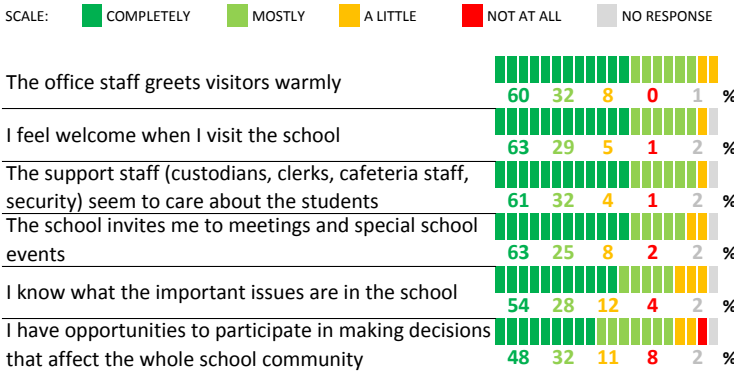 SCALE: COMPLETELY MOSTLY A LITTLE NOT AT ALL NO RESPONSE
The office staff greets visitors warmly
60 32 8 0 1 %
I feel welcome when I visit the school
63 29 5 1 2 %
The support staff (custodians, clerks, cafeteria staff,
security) seem to care about the students
61 32 4 1 2 %
The school invites me to meetings and special school
events
63 25 8 2 2 %
I know what the important issues are in the school
54 28 12 4 2 %
I have opportunities to participate in making decisions
that affect the whole school community
48 32 11 8 2 %